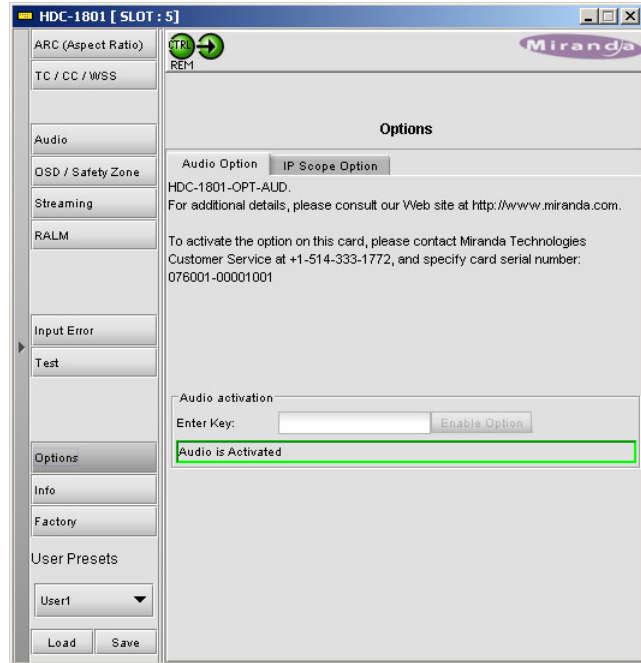 HDC-1801 [ SLOT : 5]
ARC (Aspect Ratio)
TC / CC / WSS
Audio
OSD / Safety Zone
Streaming
RALM
Input Error
Test
Options
Info
Factory
User Presets
User1
Load Save
CTRL
REM
Miranda
Options
Audio Option IP Scope Option
HDC-1801-OPT-AUD.
For additional details, please consult our Web site at http://www.miranda.com.
To activate the option on this card, please contact Miranda Technologies
Customer Service at +1-514-333-1772, and specify card serial number:
076001-00001001
Audio activation
Enter Key: Enable Option
Audio is Activated